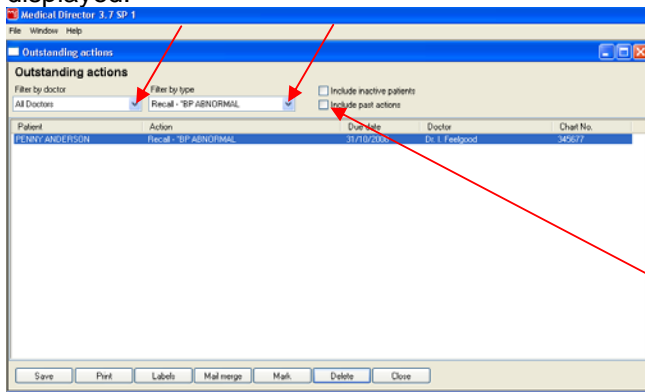 displayed.
Medical Director 3.7 SP 1
File Window Help
Outstanding actions
Outstanding actions
Filter by doctor Filter by type Include inactive patients
All Doctors Recall - "BP ABNORMAL Include past actions
Patient Action Due date Doctor Chart No.
PENNY ANDERSON Recall - "BP ABNORMAL 31/10/2006 Dr. I. Feelgood 345677
Save Print Labels Mail merge Mark Delete Close